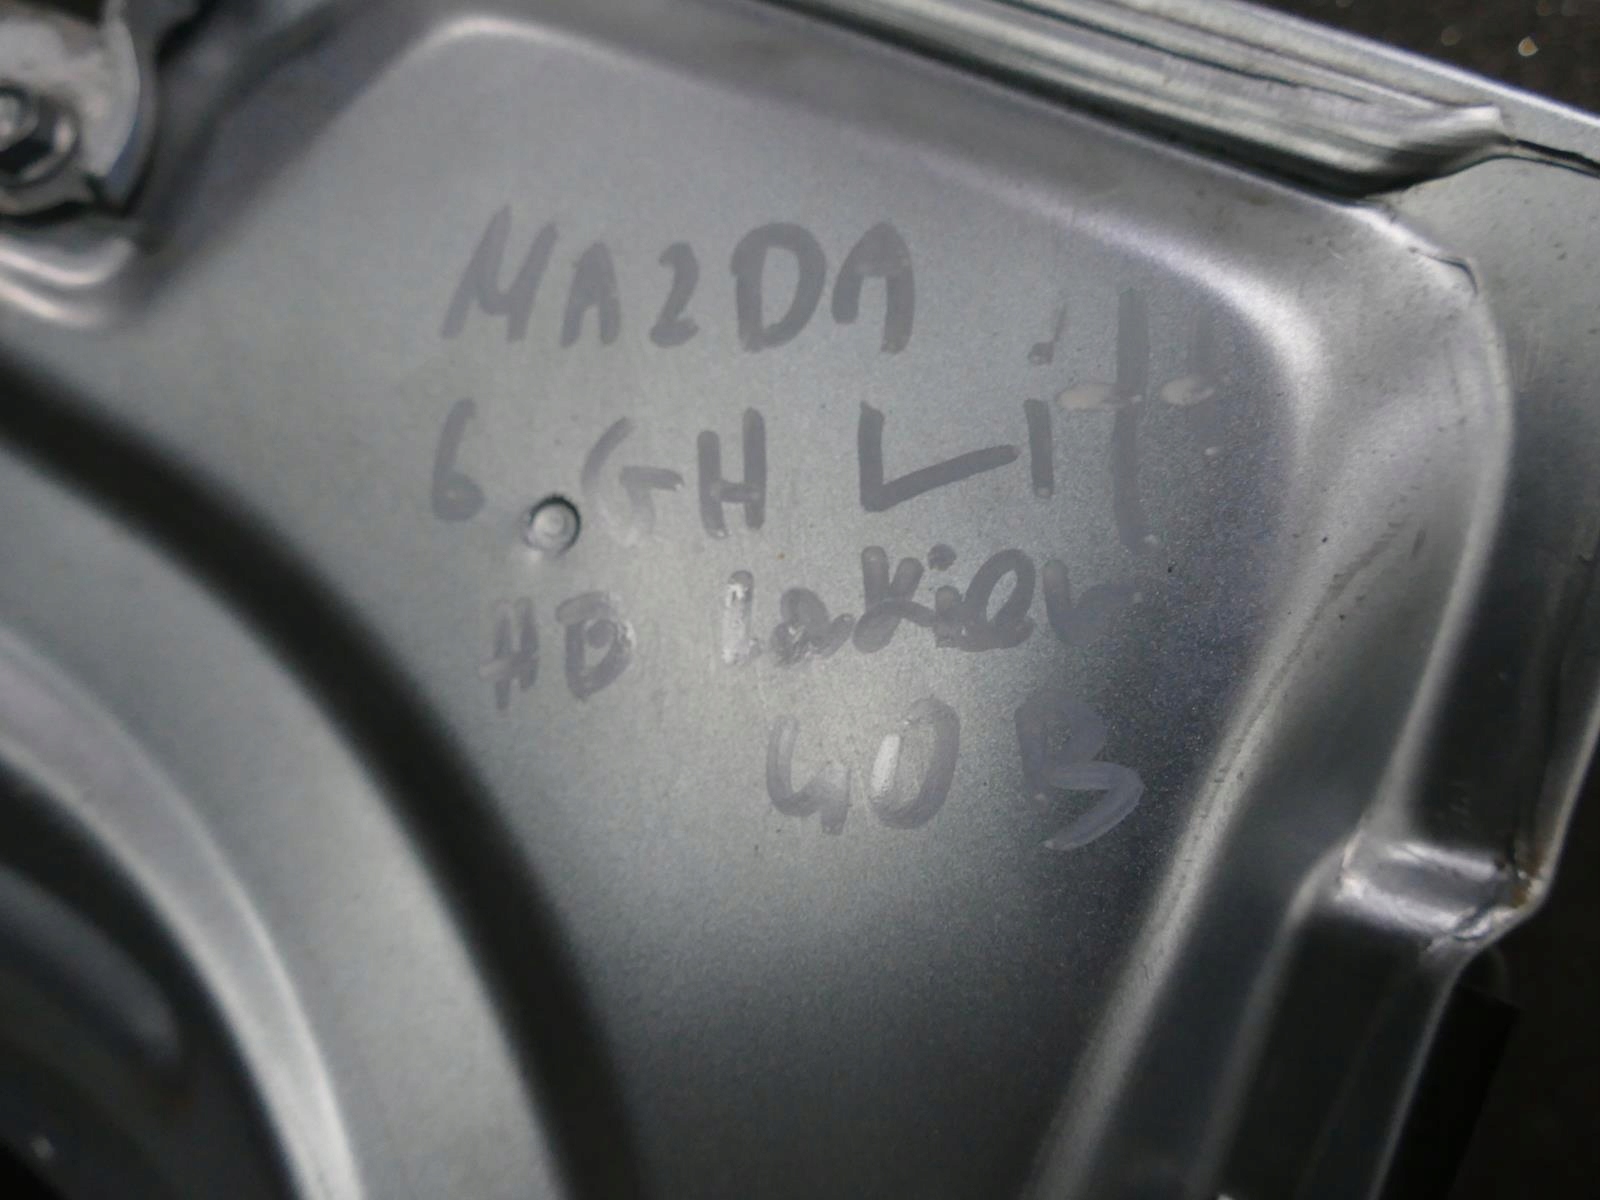 MAZDA
6 GH Lift
HB Lakier
40B